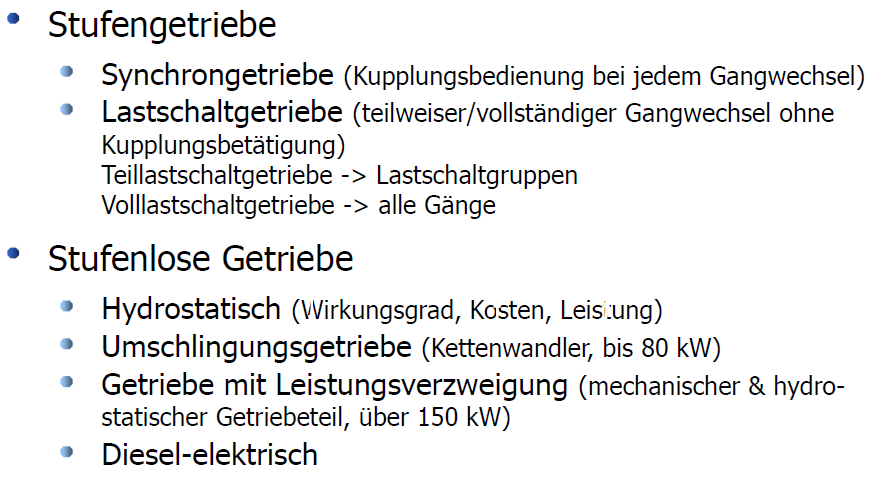 Stufengetriebe
Synchrongetriebe (Kupplungsbedienung bei jedem Gangwechsel)
Lastschaltgetriebe (teilweiser/vollständiger Gangwechsel ohne
Kupplungsbetätigung)
Teillastschaltgetriebe -> Lastschaltgruppen
Volllastschaltgetriebe -> alle Gänge
Stufenlose Getriebe
Hydrostatisch (Wirkungsgrad, Kosten, Leistung)
Umschlingungsgetriebe (Kettenwandler, bis 80 kW)
Getriebe mit Leistungsverzweigung (mechanischer & hydro-
statischer Getriebeteil, über 150 kW)
Diesel-elektrisch